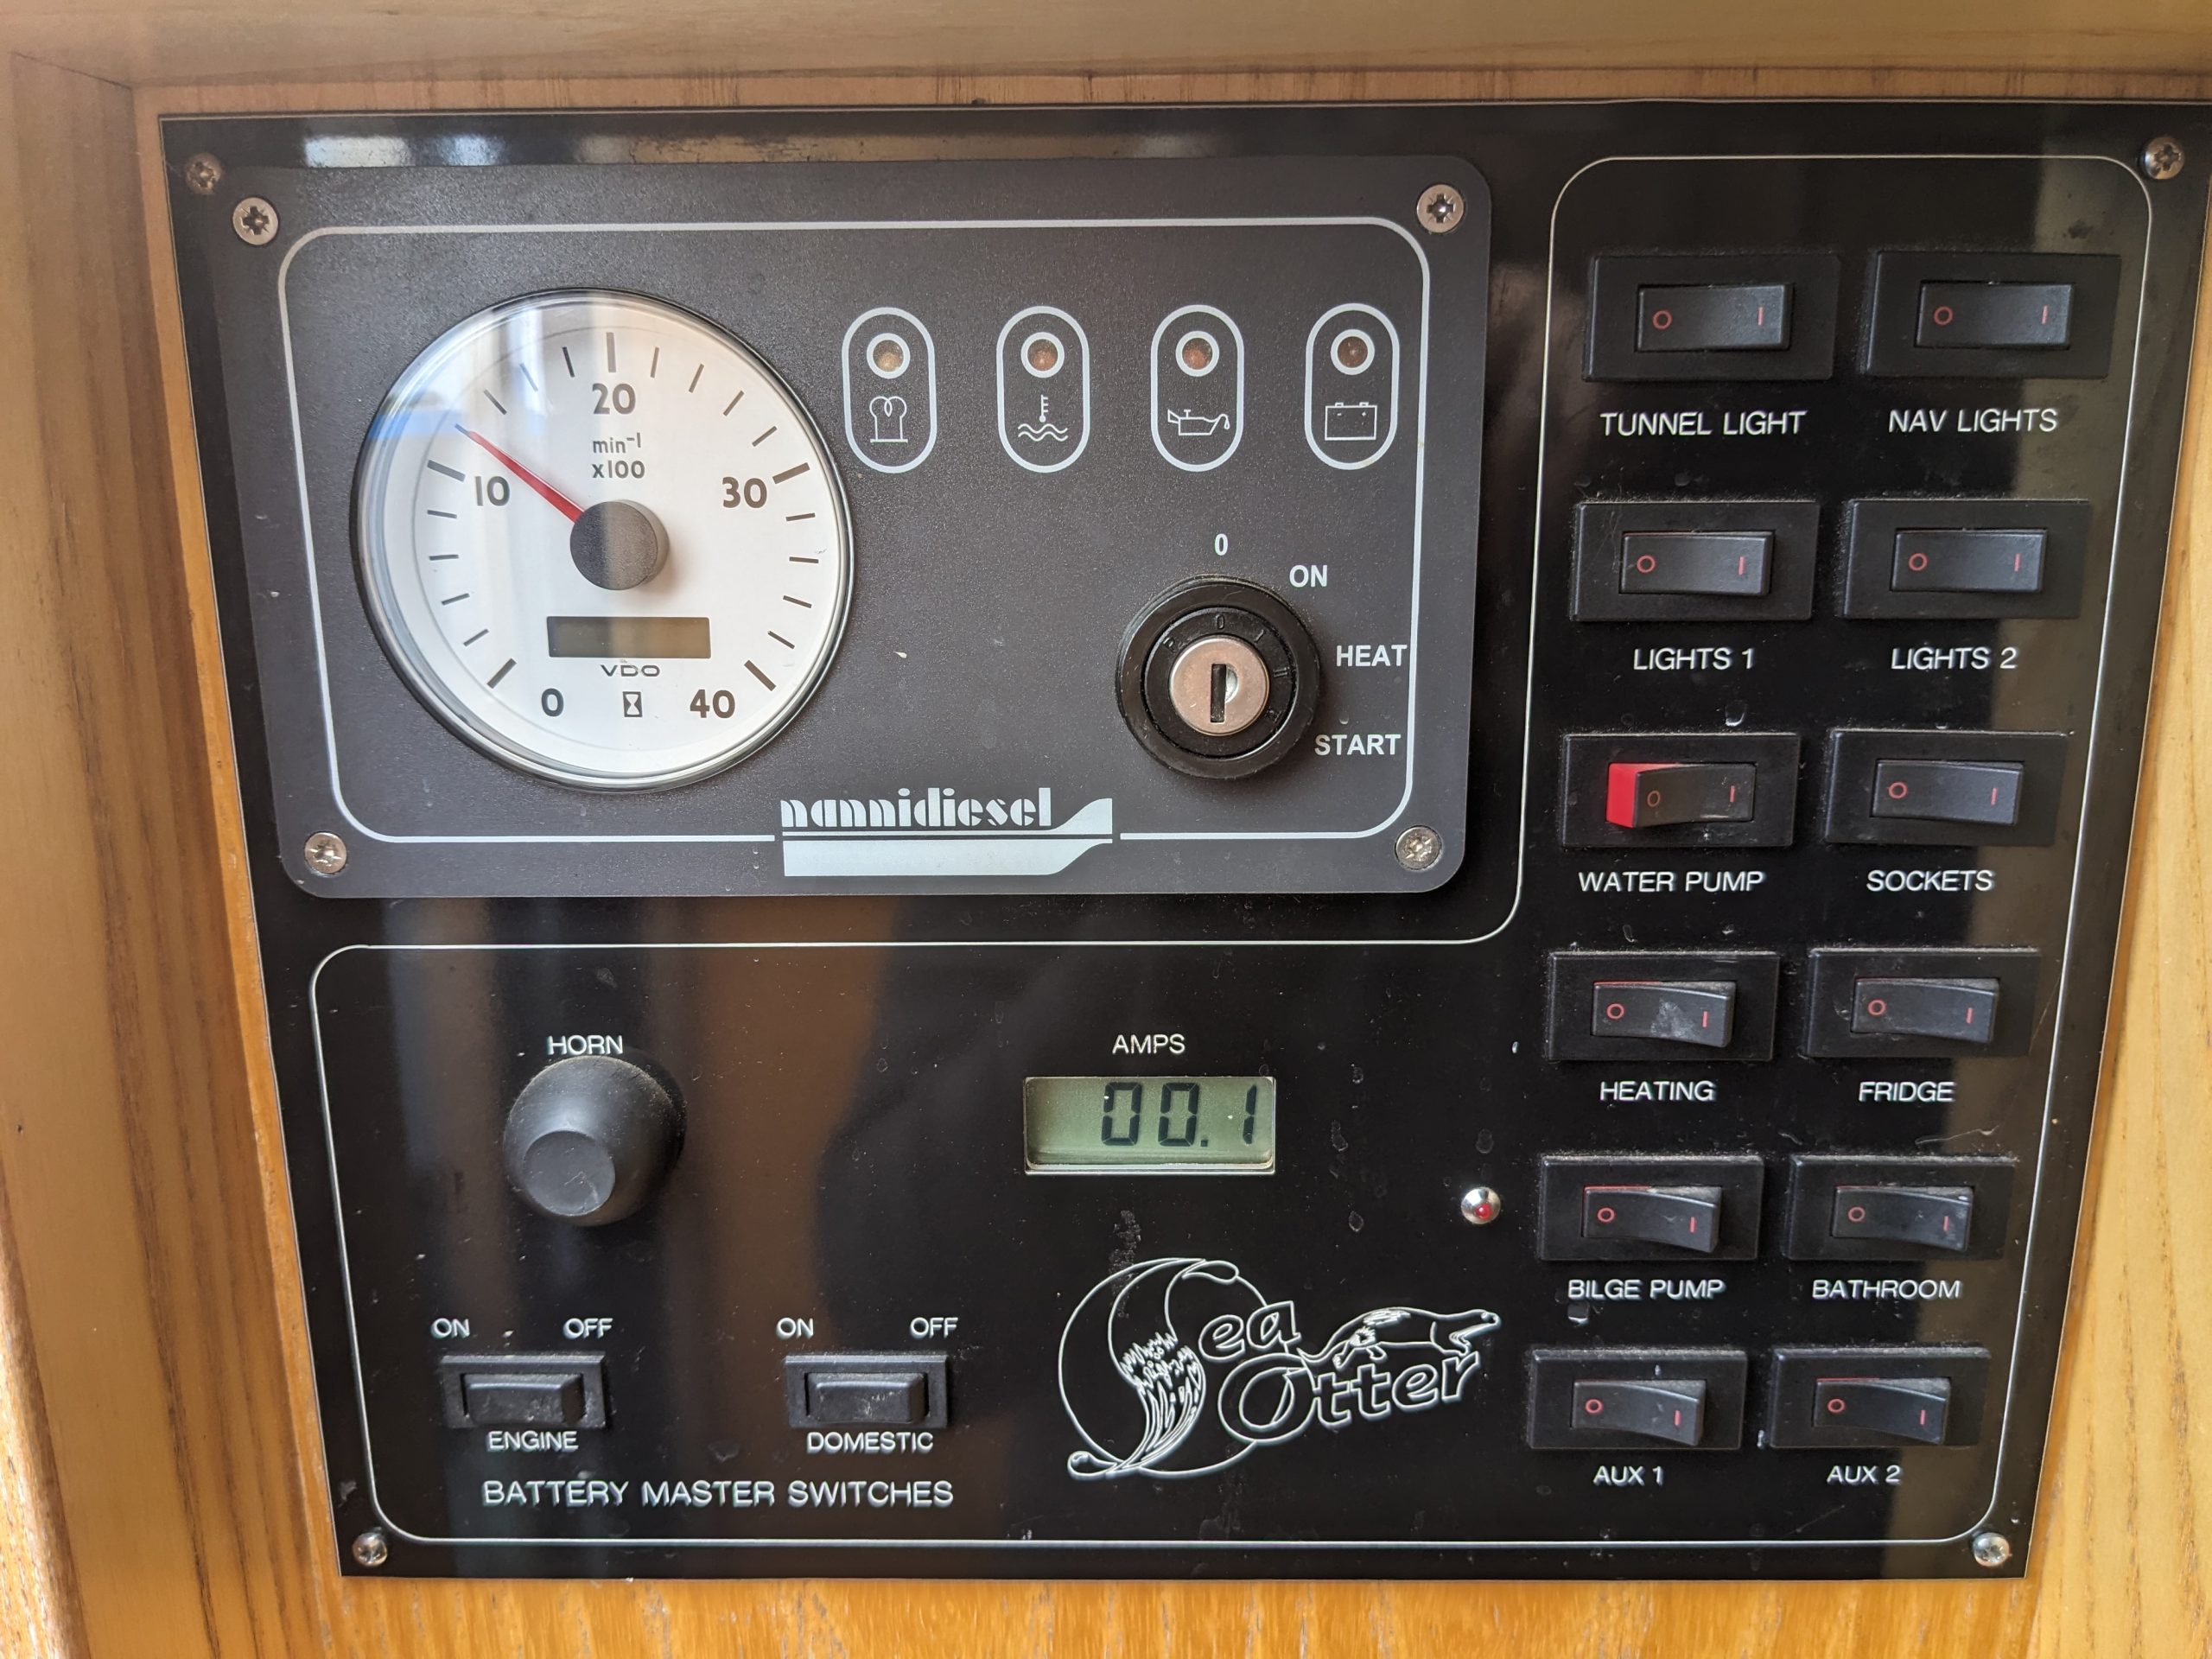 20
min-1
x100
10
30
VDO
0
40
0
ON
HEAT
START
nannidiesel
TUNNEL LIGHT
NAV LIGHTS
LIGHTS 1
LIGHTS 2
WATER PUMP
SOCKETS
HEATING
FRIDGE
BILGE PUMP
BATHROOM
AUX 1
AUX 2
HORN
AMPS
00.1
ON OFF
ON OFF
ENGINE
DOMESTIC
BATTERY MASTER SWITCHES
Sea
Otter